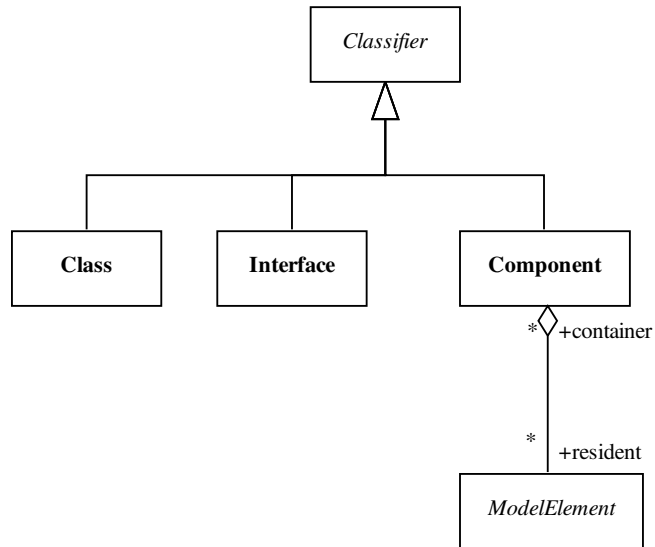 Classifier
Class
Interface
Component
* +container
* +resident
ModelElement